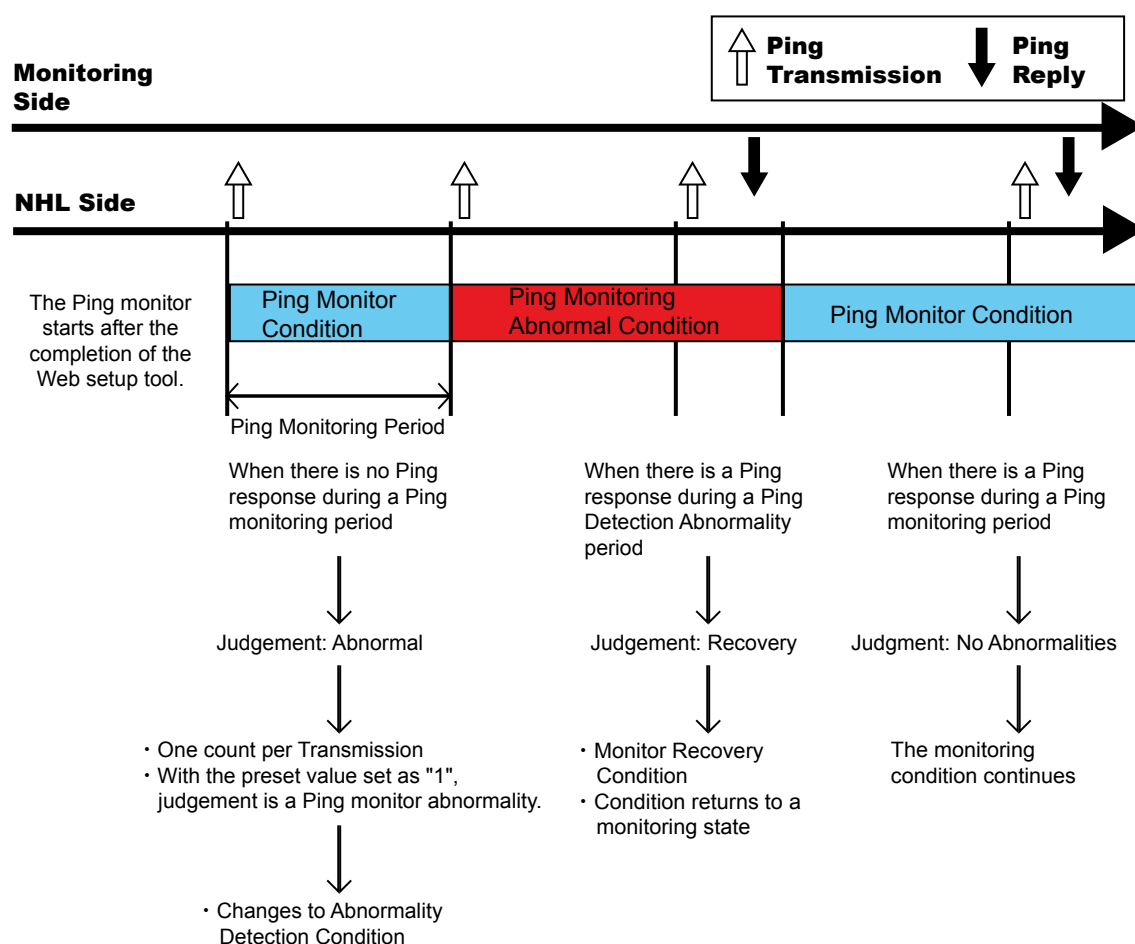 Ping
Transmission
Ping
Reply
Monitoring
Side
NHL Side
The Ping monitor
starts after the
completion of the
Web setup tool.
Ping Monitor
Condition
Ping Monitoring
Abnormal Condition
Ping Monitor Condition
Ping Monitoring Period
When there is no Ping
response during a Ping
monitoring period
Judgement: Abnormal
・One count per Transmission
・With the preset value set as "1",
judgement is a Ping monitor abnormality.
・Changes to Abnormality
Detection Condition
When there is a Ping
response during a Ping
Detection Abnormality
period
Judgement: Recovery
・Monitor Recovery
Condition
・Condition returns to a
monitoring state
When there is a Ping
response during a Ping
monitoring period
Judgment: No Abnormalities
The monitoring
condition continues